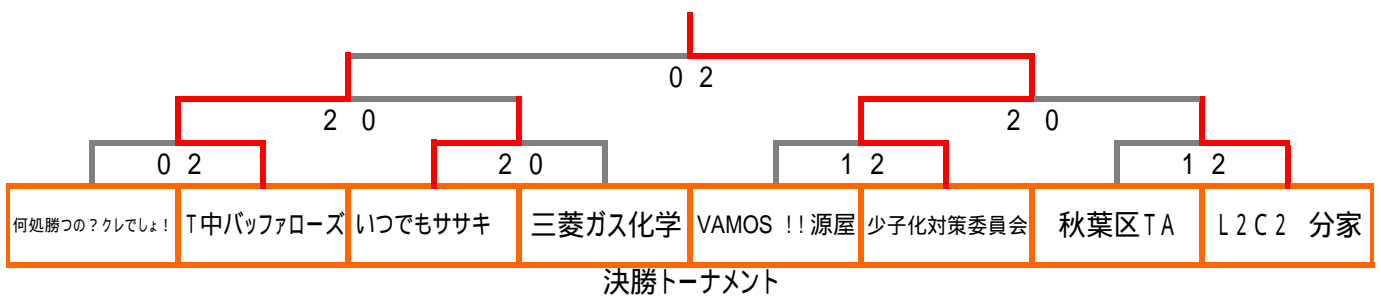 0 2
2 0
2 0
0 2
2 0
1 2
1 2
何処勝つの？クレでしょ！
T中バッファローズ
いつでもササキ
三菱ガス化学
VAMOS !!源屋
少子化対策委員会
秋葉区TA
L2C2 分家
決勝トーナメント